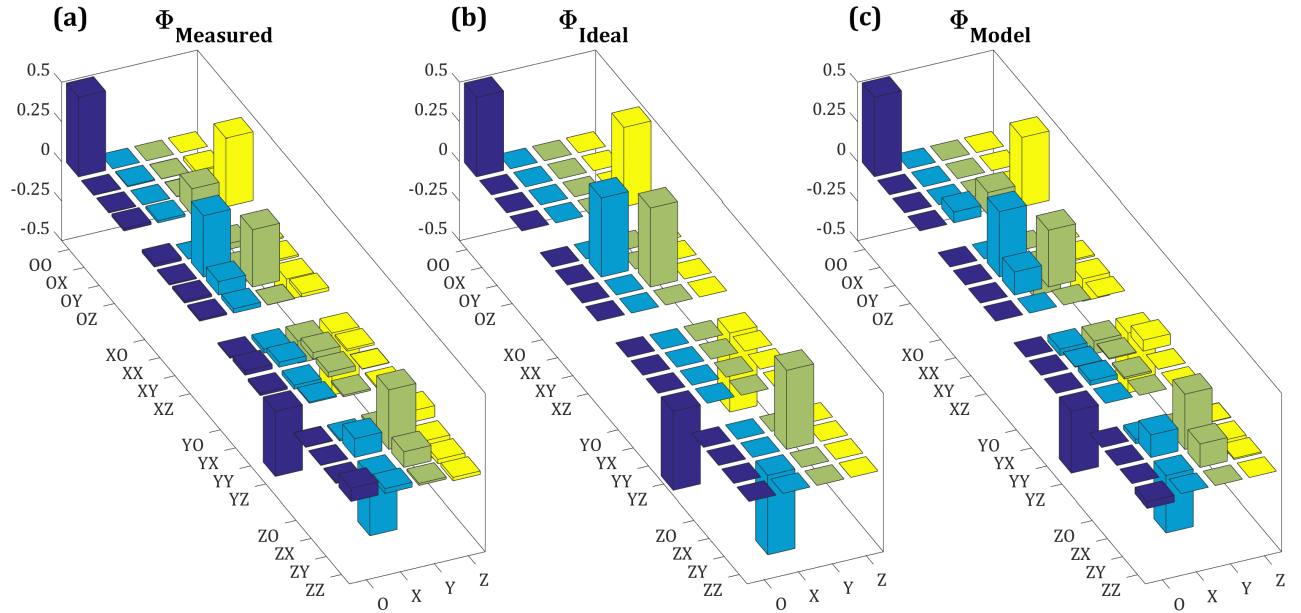 (a) Φ Measured
0.5
0.25
0
-0.25
-0.5
OO
OX
OY
OZ
XO
XX
XY
XZ
YO
YX
YY
YZ
ZO
ZX
ZY
ZZ
O
X
Y
Z
(b) Φ Ideal
0.5
0.25
0
-0.25
-0.5
OO
OX
OY
OZ
XO
XX
XY
XZ
YO
YX
YY
YZ
ZO
ZX
ZY
ZZ
O
X
Y
Z
(c) Φ Model
0.5
0.25
0
-0.25
-0.5
OO
OX
OY
OZ
XO
XX
XY
XZ
YO
YX
YY
YZ
ZO
ZX
ZY
ZZ
O
X
Y
Z